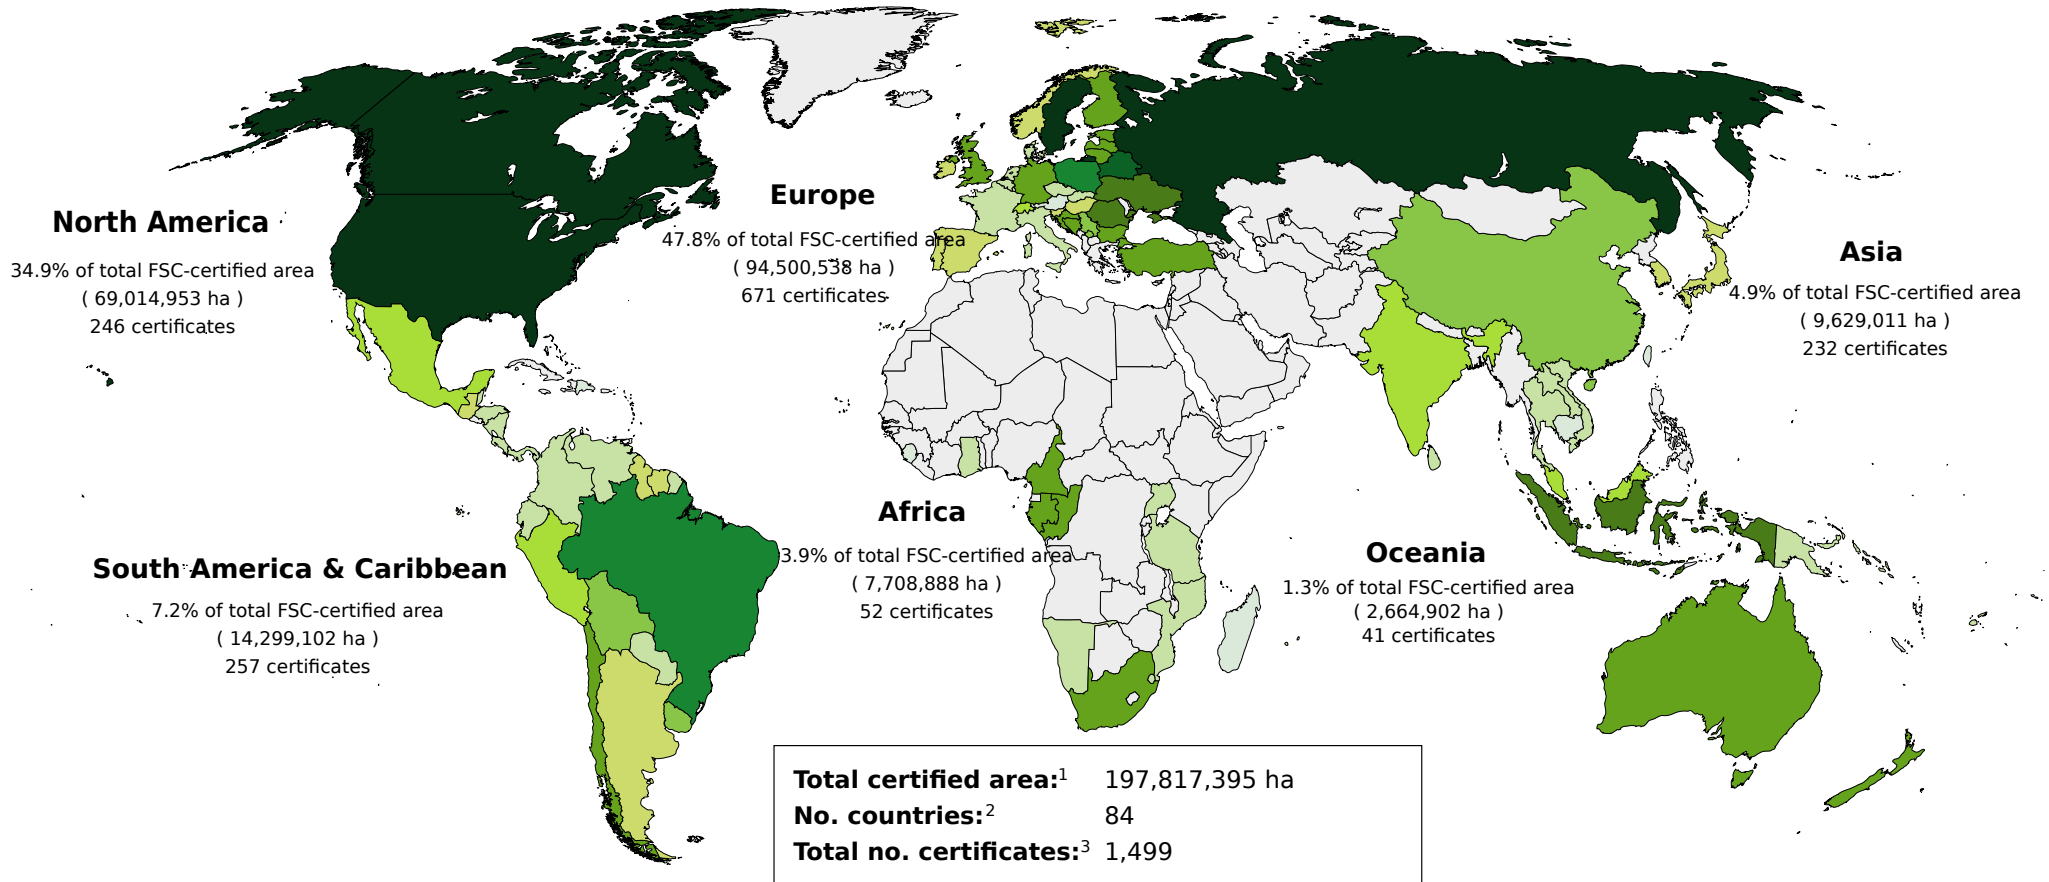 North America
34.9% of total FSC-certified area
( 69,014,953 ha )
246 certificates
Europe
47.8% of total FSC-certified area
( 94,500,538 ha )
671 certificates
Asia
4.9% of total FSC-certified area
( 9,629,011 ha )
232 certificates
South America & Caribbean
7.2% of total FSC-certified area
( 14,299,102 ha )
257 certificates
Africa
3.9% of total FSC-certified area
( 7,708,888 ha )
52 certificates
Oceania
1.3% of total FSC-certified area
( 2,664,902 ha )
41 certificates
Total certified area:1 197,817,395 ha
No. countries:2 84
Total no. certificates:3 1,499